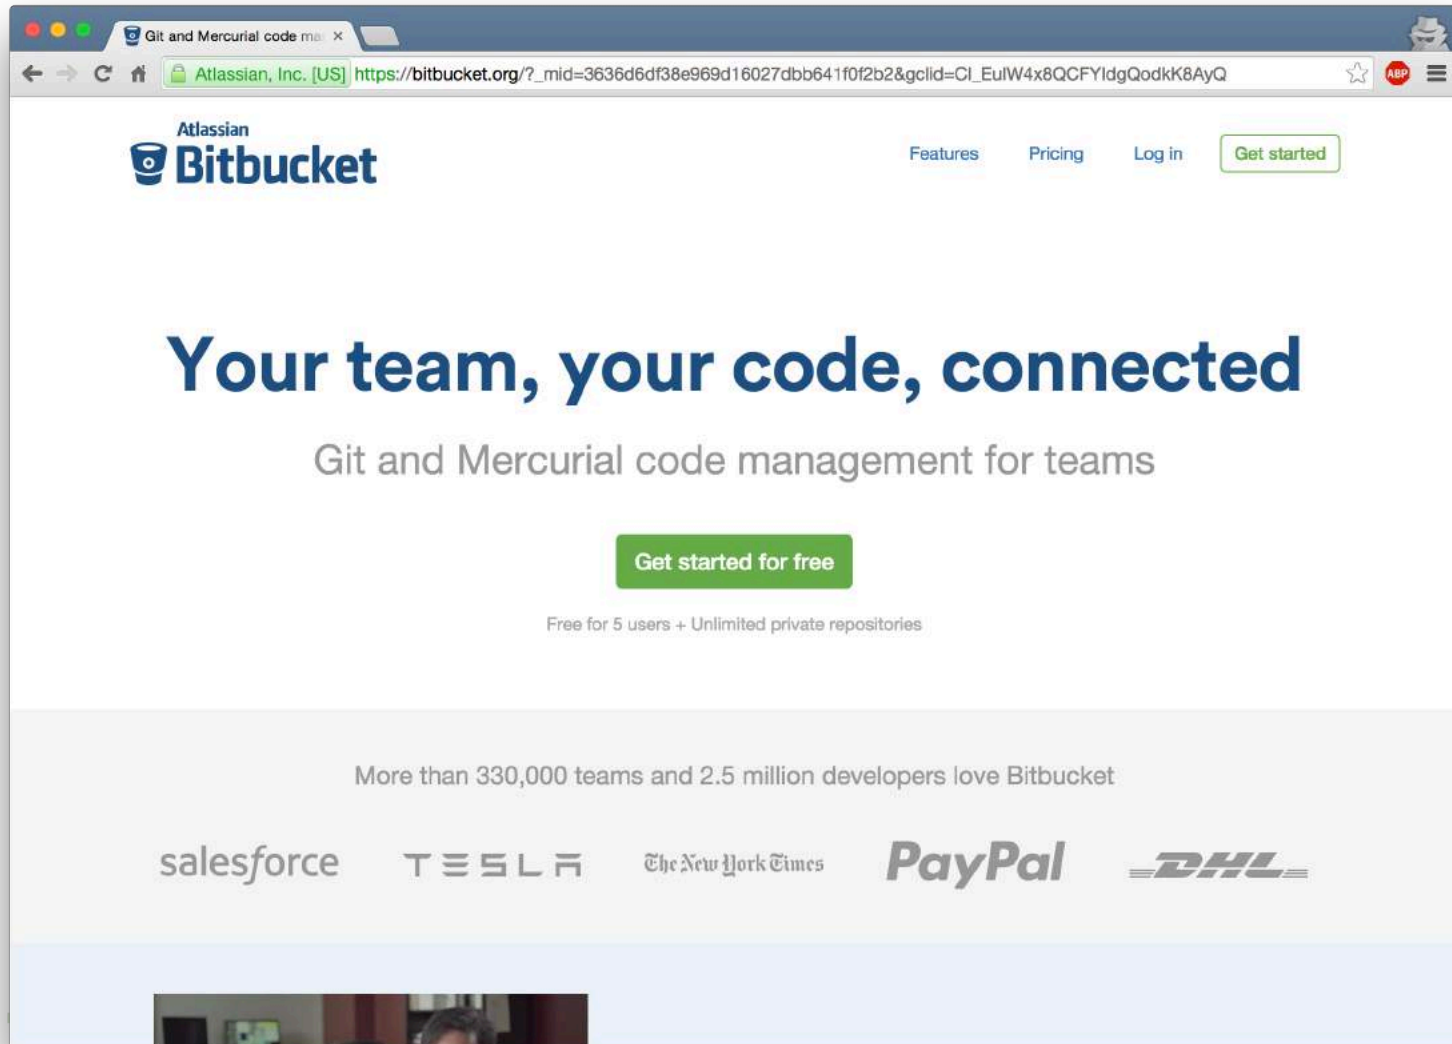 Git and Mercurial code ma
Atlassian, Inc. [US] https://bitbucket.org/?_mid=3636d6df38e969d16027dbb641f0f2b2&gclid=CI_EuIW4x8QCFYIdgQodkK8AyQ
ABP
Atlassian
Bitbucket
Features Pricing Log in Get started
Your team, your code, connected
Git and Mercurial code management for teams
Get started for free
Free for 5 users + Unlimited private repositories
More than 330,000 teams and 2.5 million developers love Bitbucket
salesforce TESLA The New York Times PayPal DHL